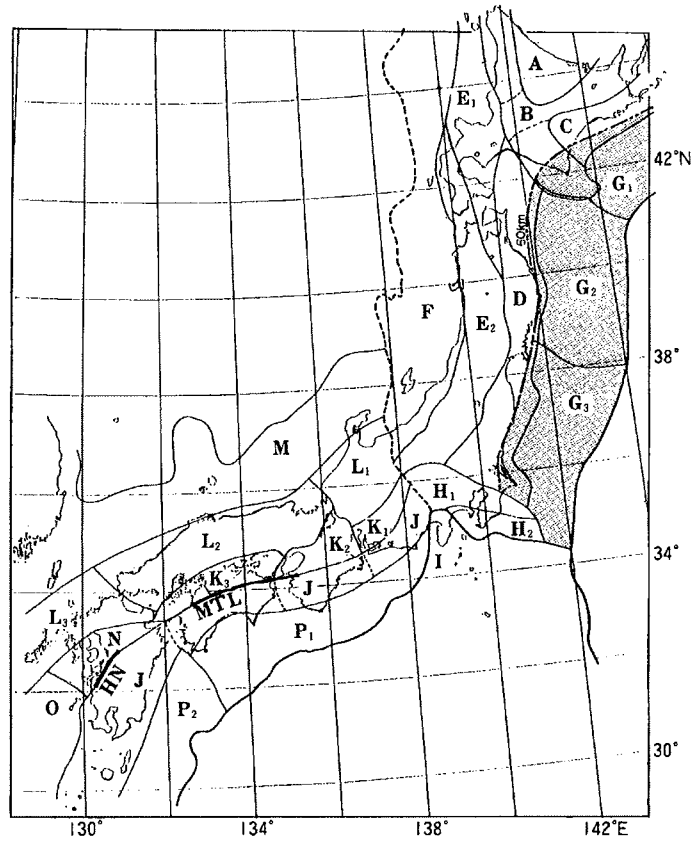 A
E₁
B
C
42°N
G₁
50km
F
E₂
D
G₂
38°
G₃
M
L₁
H₁
H₂
L₂
K₂
K₁
J
34°
I
K₃
MTL
J
L₃
P₁
N
HN
J
O
P₂
30°
130°
134°
138°
142°E